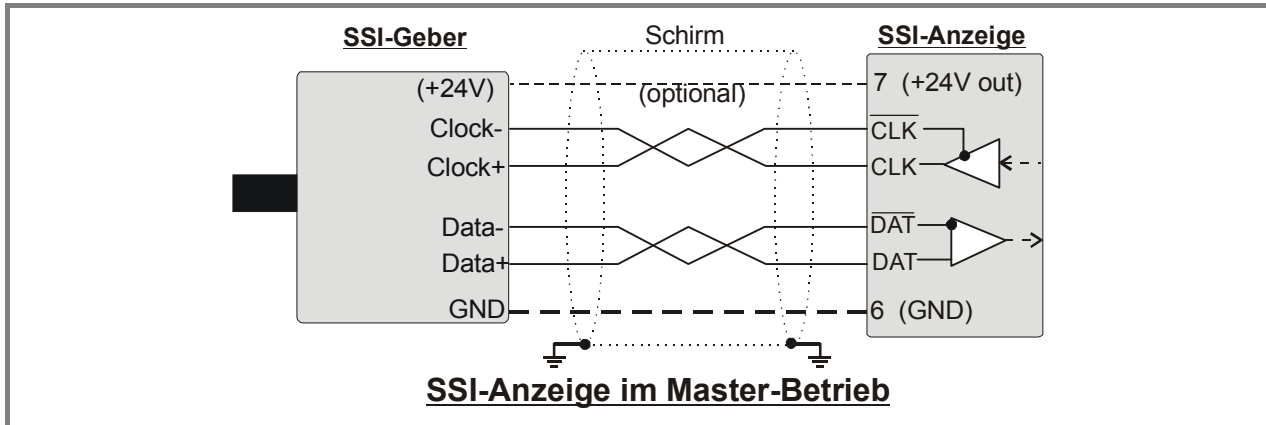 SSI-Geber
Schirm
SSI-Anzeige
(+24V)
(optional)
7 (+24V out)
Clock-
CLK
Clock+
CLK
Data-
DAT
Data+
DAT
GND
6 (GND)
SSI-Anzeige im Master-Betrieb